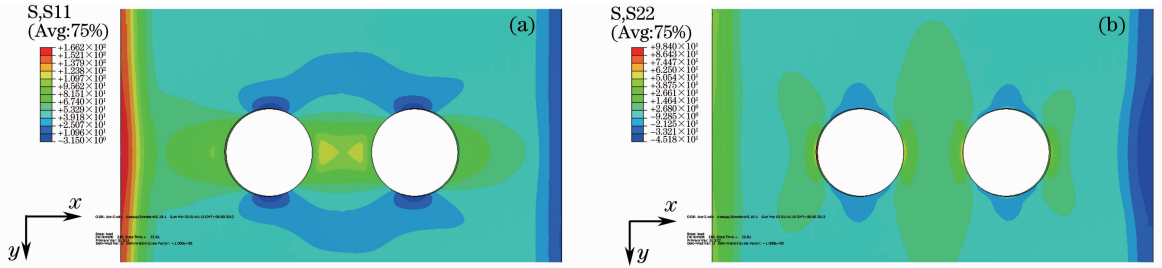 S,S11
(Avg:75%)
+1.662×10²
+1.521×10²
+1.379×10²
+1.238×10²
+1.097×10²
+9.562×10¹
+8.151×10¹
+6.740×10¹
+5.329×10¹
+3.918×10¹
+2.507×10¹
+1.096×10¹
−3.150×10⁰
(a)
x
y
S,S22
(Avg:75%)
+9.840×10¹
+8.643×10¹
+7.447×10¹
+6.250×10¹
+5.054×10¹
+3.875×10¹
+2.661×10¹
+1.464×10¹
+2.680×10⁰
−9.285×10⁰
−2.125×10¹
−3.321×10¹
−4.518×10¹
(b)
x
y